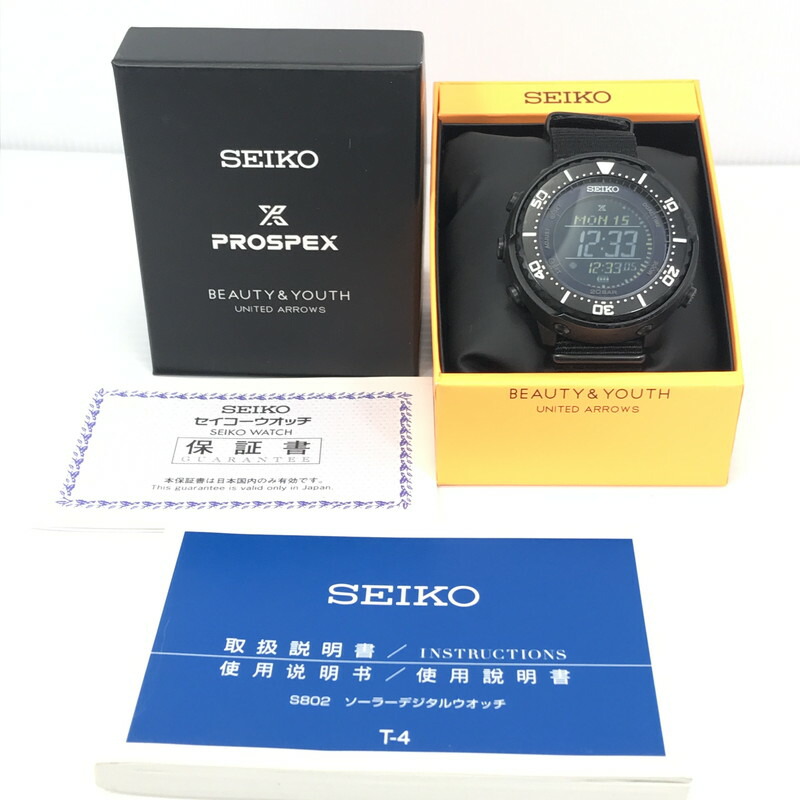 SEIKO
PROSPEX
BEAUTY&YOUTH
UNITED ARROWS
SEIKO
SEIKO
MON 15
12:33
12:33 05
20BAR
10
20
30
40
50
BEAUTY&YOUTH
UNITED ARROWS
SEIKO
セイコーウオッチ
SEIKO WATCH
保証書
GUARANTEE
本保証書は日本国内のみ有効です。
This guarantee is valid only in Japan.
SEIKO
取扱説明書／INSTRUCTIONS
使用说明书／使用說明書
S802 ソーラーデジタルウオッチ
T-4